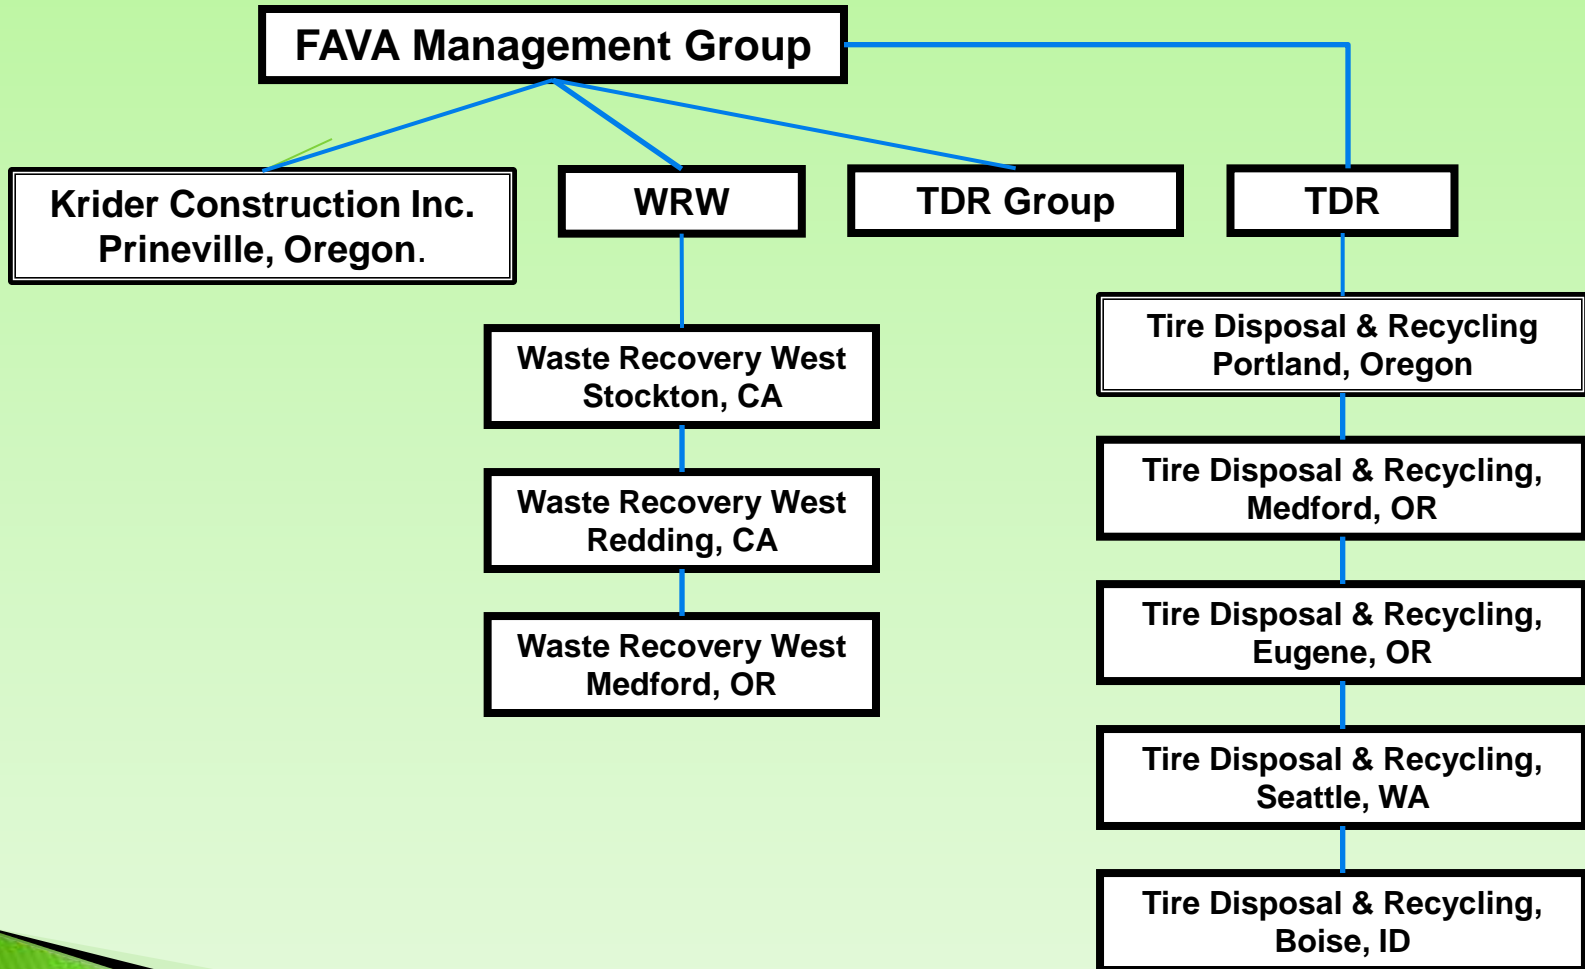 FAVA Management Group
Krider Construction Inc.
Prineville, Oregon.
WRW
TDR Group
TDR
Waste Recovery West
Stockton, CA
Waste Recovery West
Redding, CA
Waste Recovery West
Medford, OR
Tire Disposal & Recycling
Portland, Oregon
Tire Disposal & Recycling,
Medford, OR
Tire Disposal & Recycling,
Eugene, OR
Tire Disposal & Recycling,
Seattle, WA
Tire Disposal & Recycling,
Boise, ID